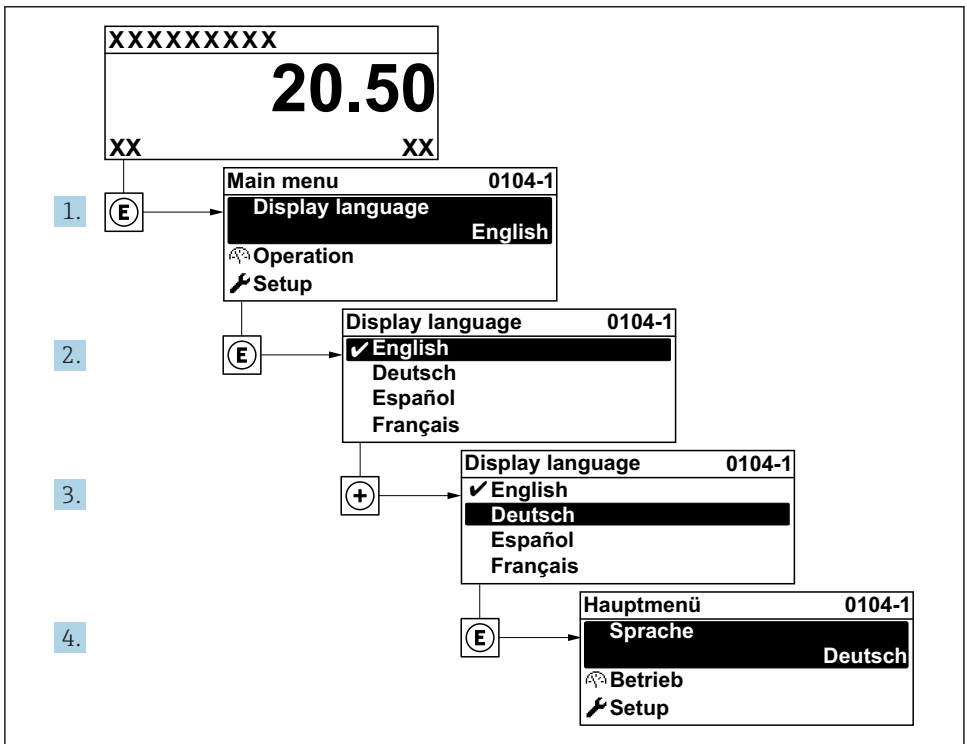 XXXXXXXXX
20.50
XX XX
1. E
Main menu 0104-1
Display language
English
Operation
Setup
2. E
Display language 0104-1
✔ English
Deutsch
Español
Français
3. +
Display language 0104-1
✔ English
Deutsch
Español
Français
4. E
Hauptmenü 0104-1
Sprache
Deutsch
Betrieb
Setup